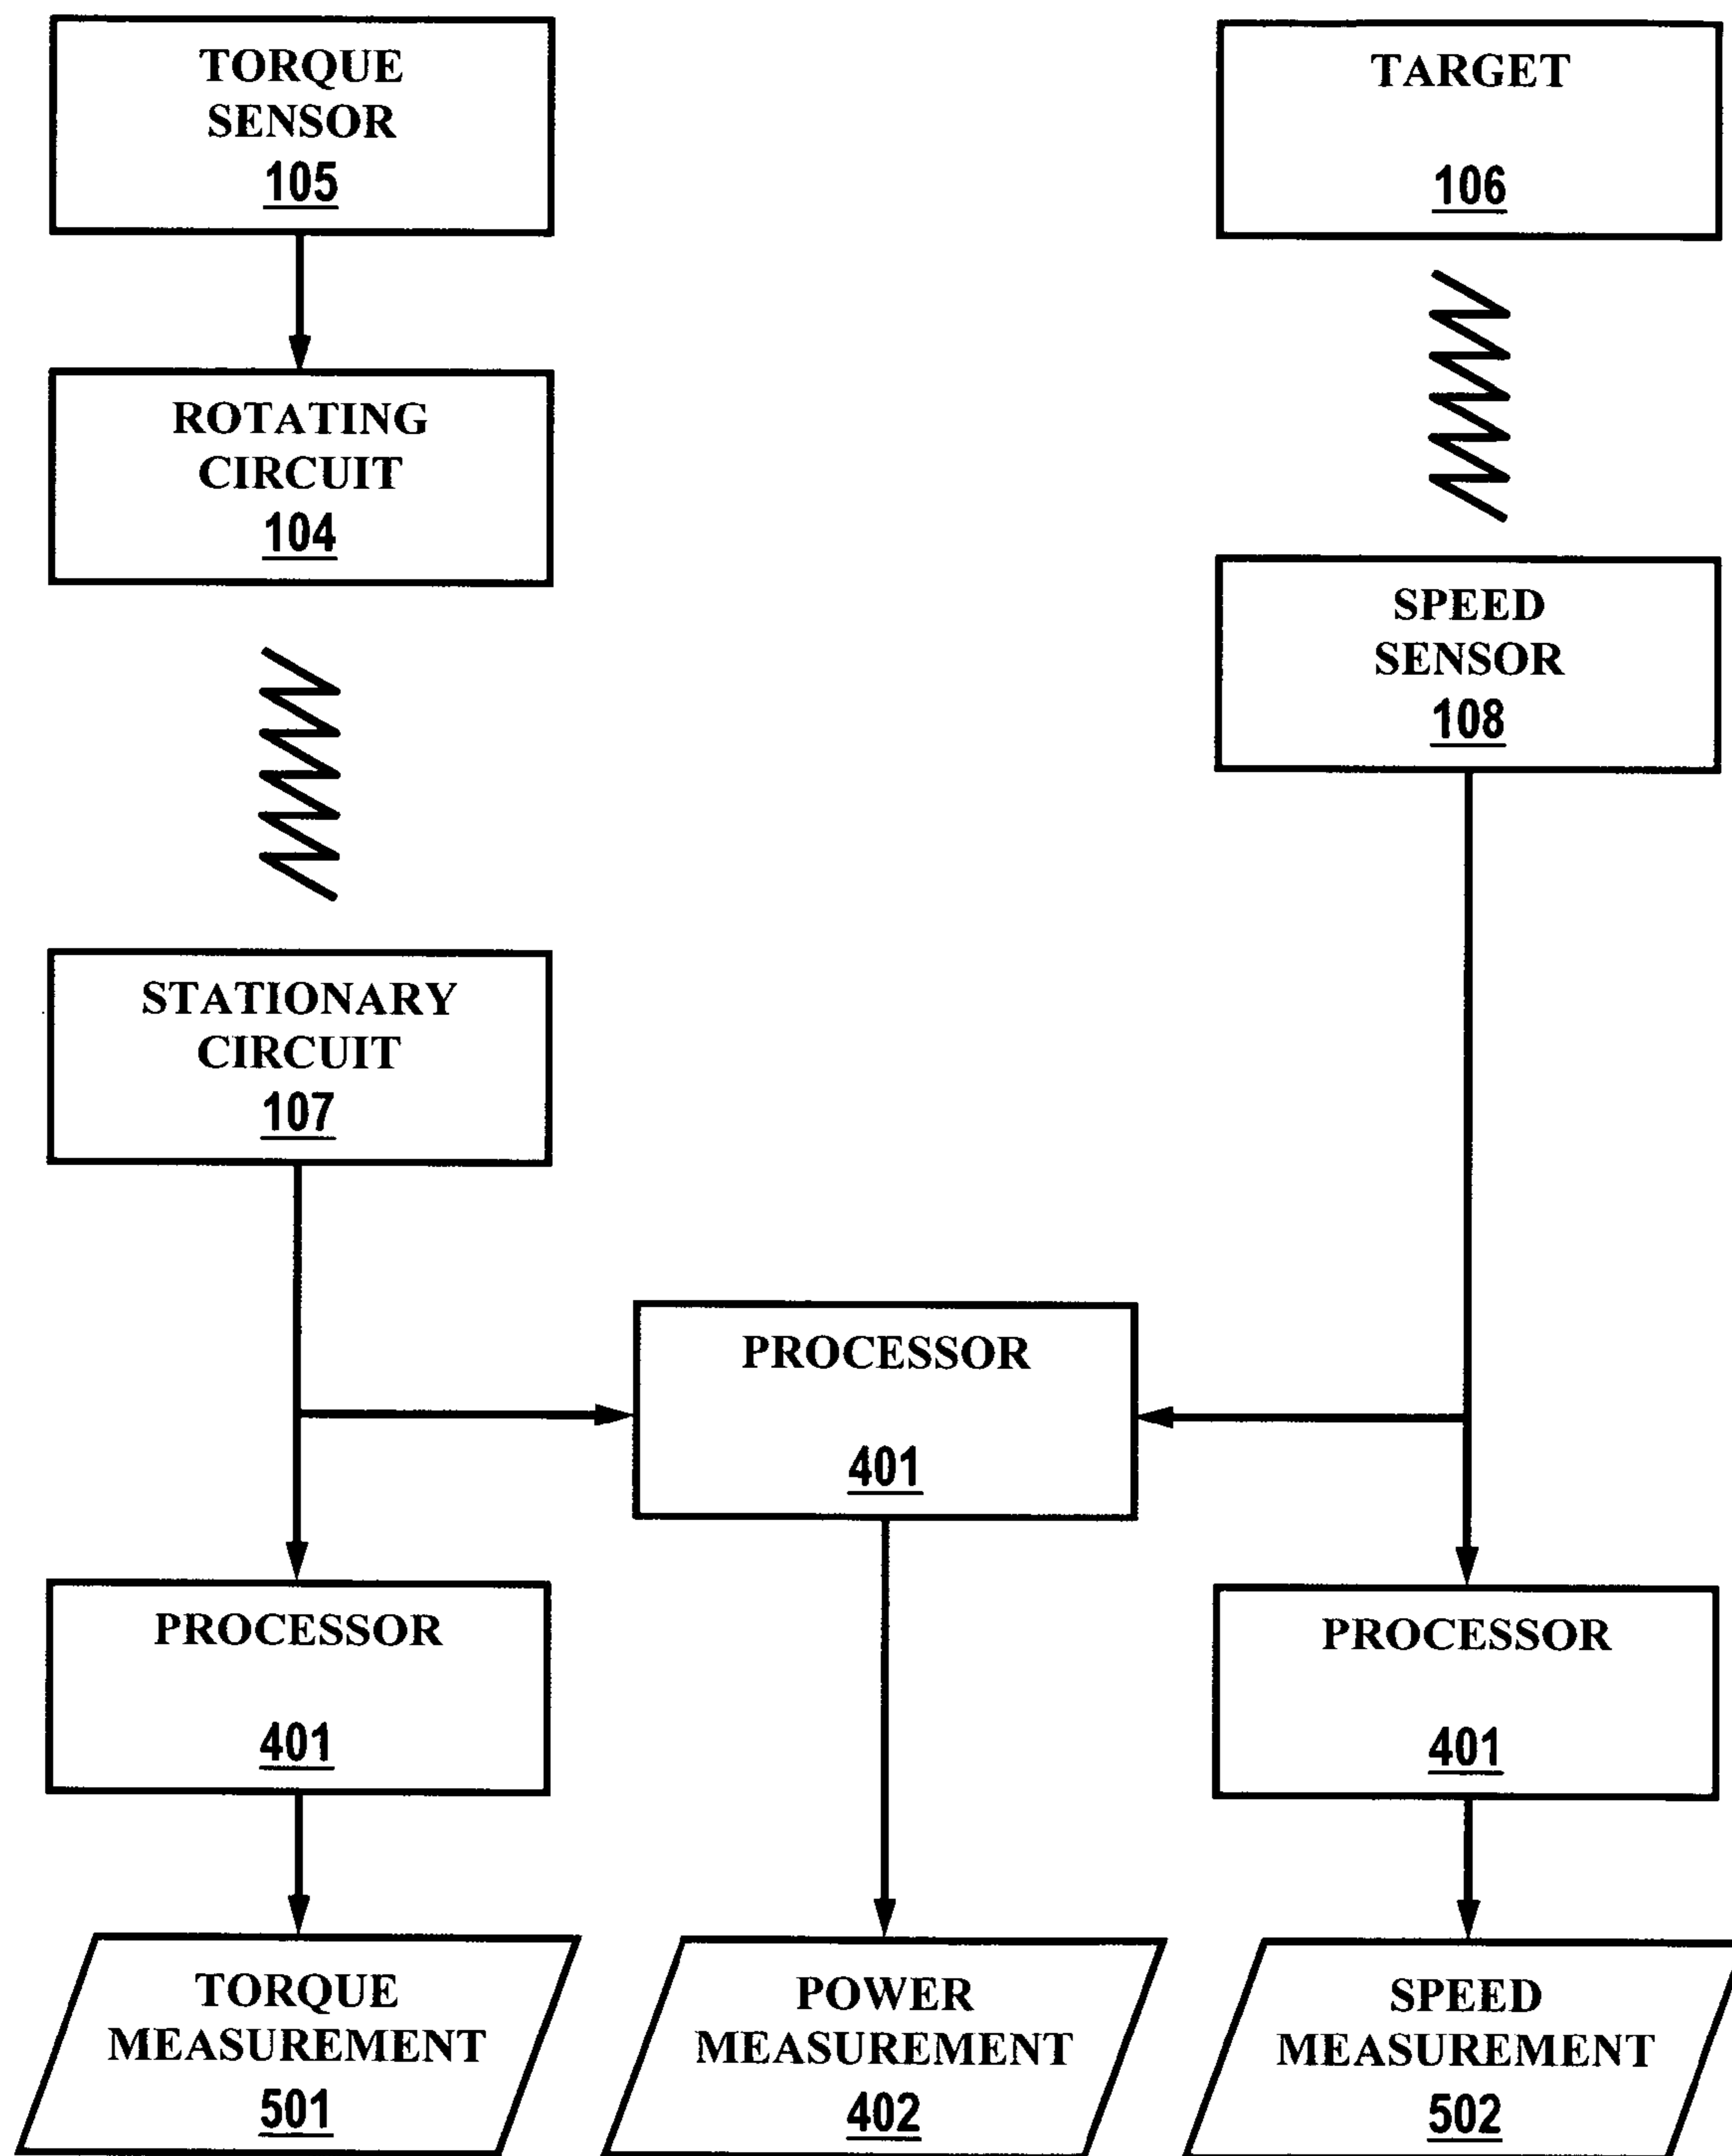 TORQUE
SENSOR
105
TARGET
106
ROTATING
CIRCUIT
104
SPEED
SENSOR
108
STATIONARY
CIRCUIT
107
PROCESSOR
401
PROCESSOR
401
PROCESSOR
401
TORQUE
MEASUREMENT
501
POWER
MEASUREMENT
402
SPEED
MEASUREMENT
502